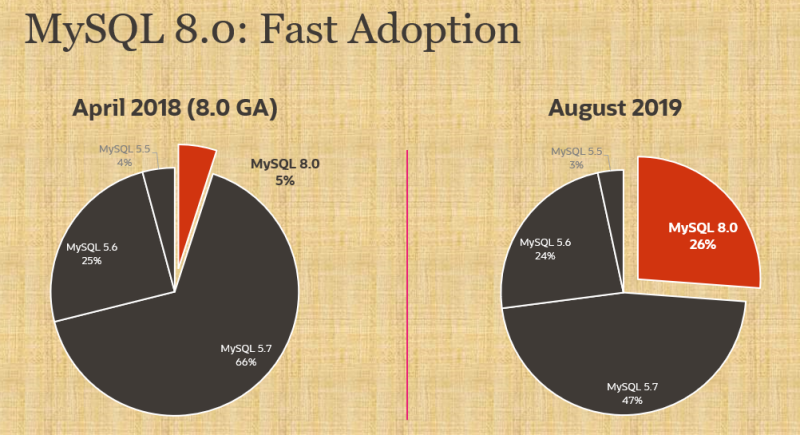 MySQL 8.0: Fast Adoption
April 2018 (8.0 GA)
MySQL 5.5
4%
MySQL 8.0
5%
MySQL 5.6
25%
MySQL 5.7
66%
August 2019
MySQL 5.5
3%
MySQL 8.0
26%
MySQL 5.6
24%
MySQL 5.7
47%